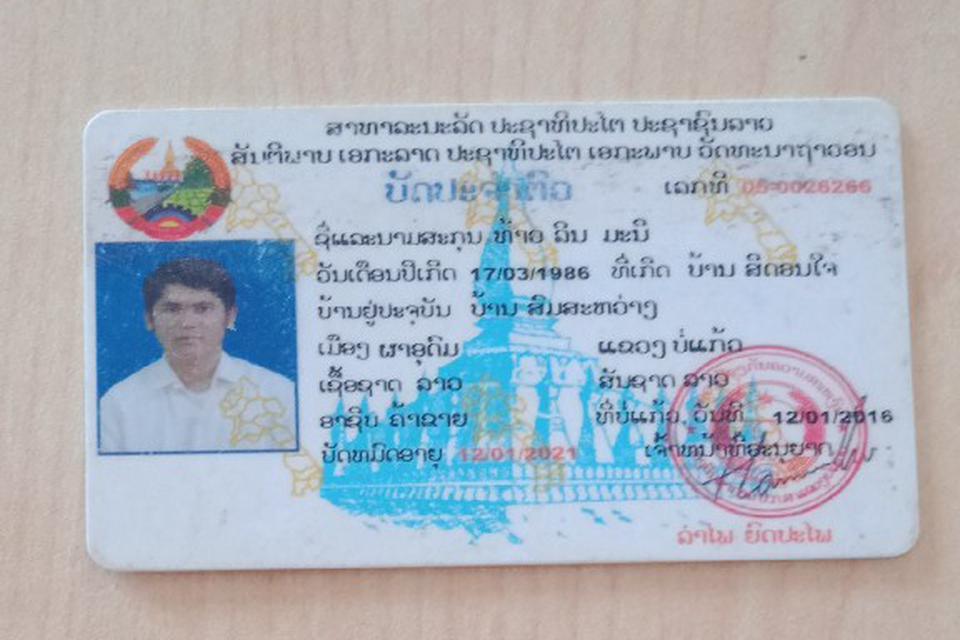 ສາທາລະນະລັດ ປະຊາທິປະໄຕ ປະຊາຊົນລາວ
ສັນຕິພາບ ເອກະລາດ ປະຊາທິປະໄຕ ເອກະພາບ ວັດທະນາຖາວອນ
ບັດປະຈຳຕົວ ເລກທີ 05-0026266
ຊື່ແລະນາມສະກຸນ ທ້າວ ລິນ ມະນີ
ວັນເດືອນປີເກີດ 17/03/1986 ທີ່ເກີດ ບ້ານ ສີດອນໃຈ
ບ້ານຢູ່ປະຈຸບັນ ບ້ານ ສົມສະຫວ່າງ
ເມືອງ ຜາອຸດົມ ແຂວງ ບໍ່ແກ້ວ
ເຊື້ອຊາດ ລາວ ສັນຊາດ ລາວ
ອາຊີບ ຄ້າຂາຍ ທີ່ບໍ່ແກ້ວ, ວັນທີ 12/01/2016
ບັດຫມົດອາຍຸ 12/01/2021 ເຈົ້າຫນ້າທີ່ອະນຸຍາດ
ລຳໄພ ຍົດປະໄພ